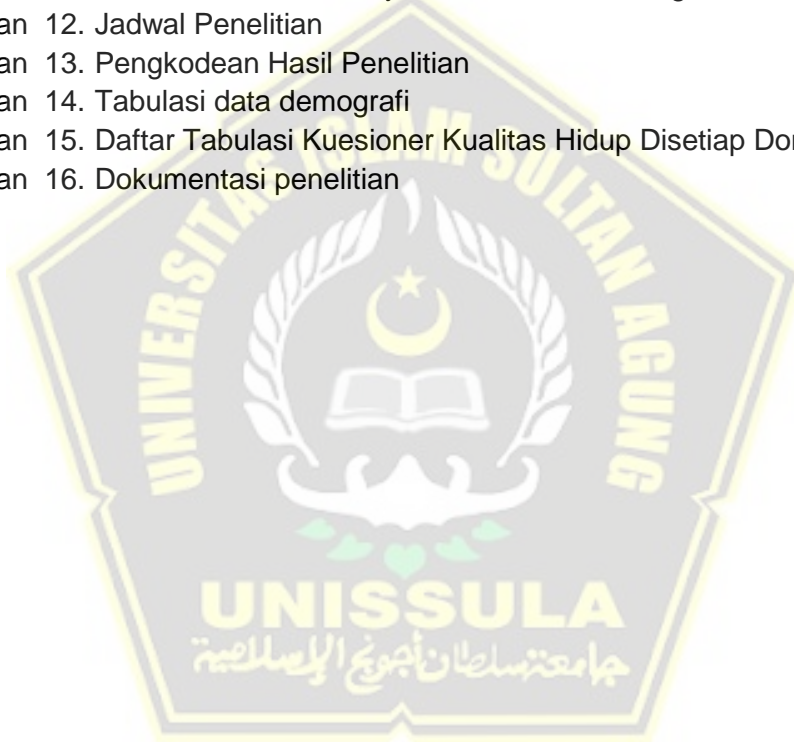 an 12. Jadwal Penelitian
an 13. Pengkodean Hasil Penelitian
an 14. Tabulasi data demografi
an 15. Daftar Tabulasi Kuesioner Kualitas Hidup Disetiap Do
an 16. Dokumentasi penelitian
UNIVERSITAS ISLAM SULTAN AGUNG
UNISSULA
جامعة سلطان أجونج الإسلامية